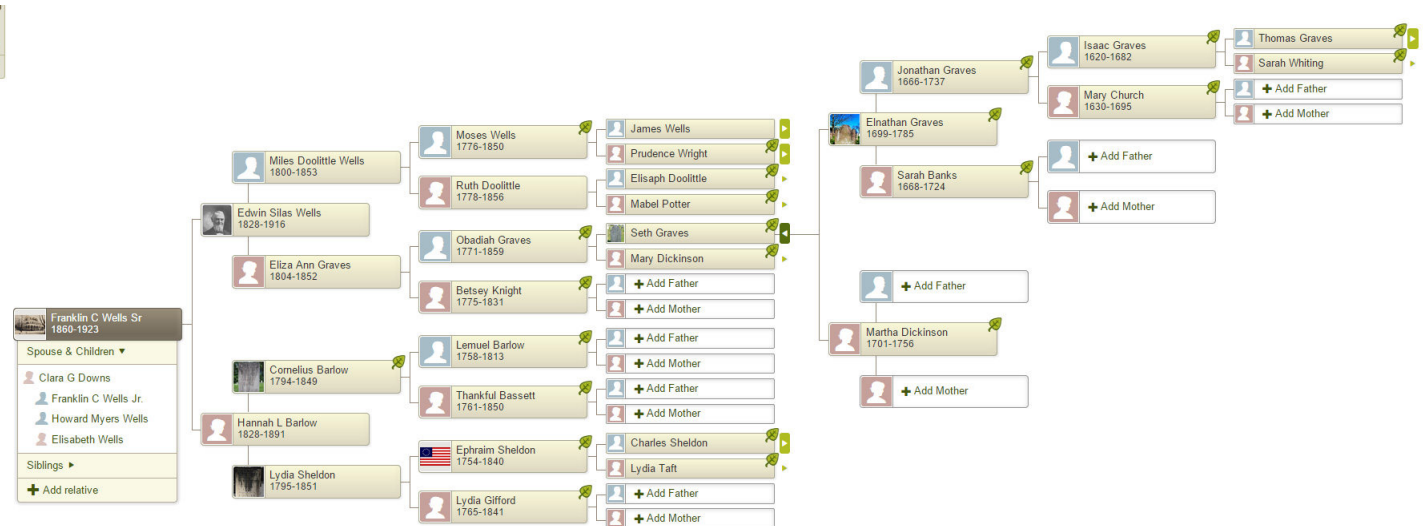 Franklin C Wells Sr
1860-1923
Spouse & Children ▼
Clara G Downs
Franklin C Wells Jr.
Howard Myers Wells
Elisabeth Wells
Siblings ►
+ Add relative
Miles Doolittle Wells
1800-1853
Edwin Silas Wells
1828-1916
Eliza Ann Graves
1804-1852
Cornelius Barlow
1794-1849
Hannah L Barlow
1828-1891
Lydia Sheldon
1795-1851
Moses Wells
1776-1850
Ruth Doolittle
1778-1856
Obadiah Graves
1771-1859
Betsey Knight
1775-1831
Lemuel Barlow
1758-1813
Thankful Bassett
1761-1850
Ephraim Sheldon
1754-1840
Lydia Gifford
1765-1841
James Wells
Prudence Wright
Elisaph Doolittle
Mabel Potter
Seth Graves
Mary Dickinson
+ Add Father
+ Add Mother
+ Add Father
+ Add Mother
+ Add Father
+ Add Mother
Charles Sheldon
Lydia Taft
+ Add Father
+ Add Mother
Jonathan Graves
1666-1737
Elnathan Graves
1699-1785
Sarah Banks
1668-1724
+ Add Father
Martha Dickinson
1701-1756
+ Add Mother
Isaac Graves
1620-1682
Mary Church
1630-1695
+ Add Father
+ Add Mother
Thomas Graves
Sarah Whiting
+ Add Father
+ Add Mother